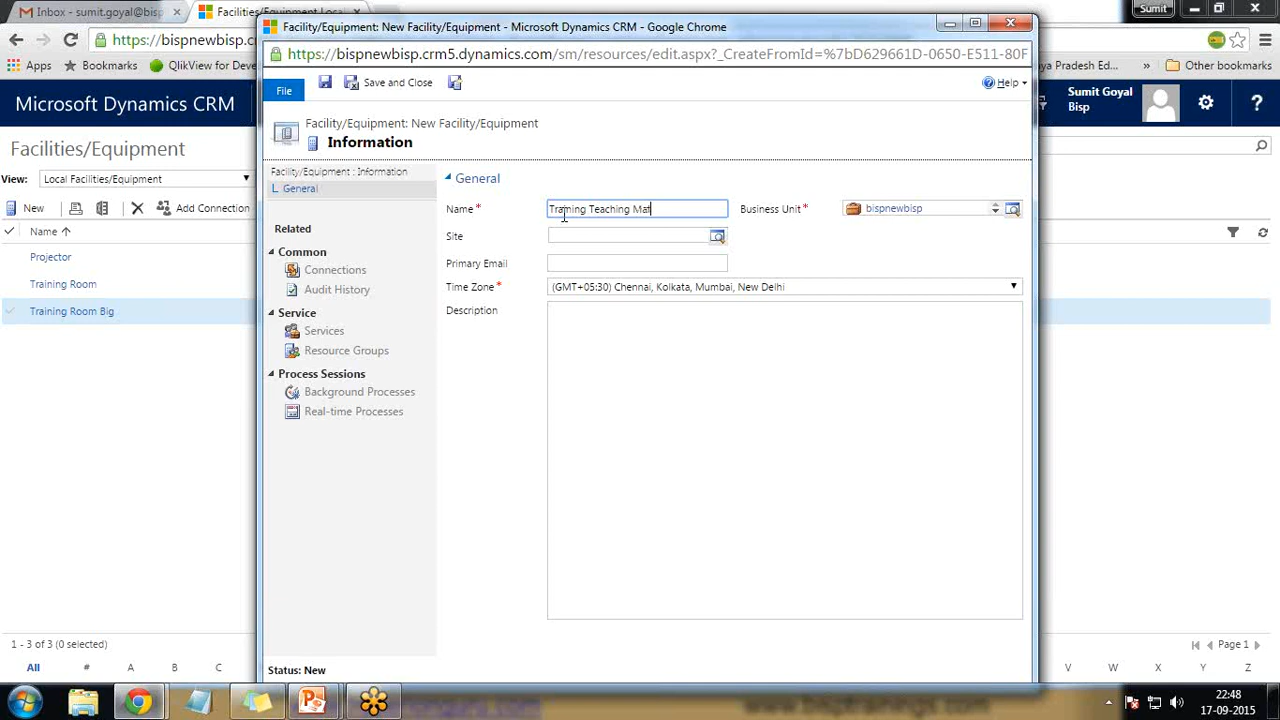 Inbox - sumit.goyal@bisp
Facilities/Equipment Local
Sumit
https://bispnewbisp.c
Apps
Bookmarks
QlikView for Deve
ya Pradesh Ed...
»
Other bookmarks
Microsoft Dynamics CRM
Sumit Goyal
Bisp
Facilities/Equipment
View:
Local Facilities/Equipment
New
Add Connection
Name
Projector
Training Room
Training Room Big
1 - 3 of 3 (0 selected)
Page 1
All
#
A
B
C
V
W
X
Y
Z
Facility/Equipment: New Facility/Equipment - Microsoft Dynamics CRM - Google Chrome
https://bispnewbisp.crm5.dynamics.com/sm/resources/edit.aspx?_CreateFromId=%7bD629661D-0650-E511-80F
File
Save and Close
Help
Facility/Equipment: New Facility/Equipment
Information
Facility/Equipment : Information
General
Related
Common
Connections
Audit History
Service
Services
Resource Groups
Process Sessions
Background Processes
Real-time Processes
General
Name *
Training Teaching Mat
Business Unit *
bispnewbisp
Site
Primary Email
Time Zone *
(GMT+05:30) Chennai, Kolkata, Mumbai, New Delhi
Description
Status: New
22:48
17-09-2015